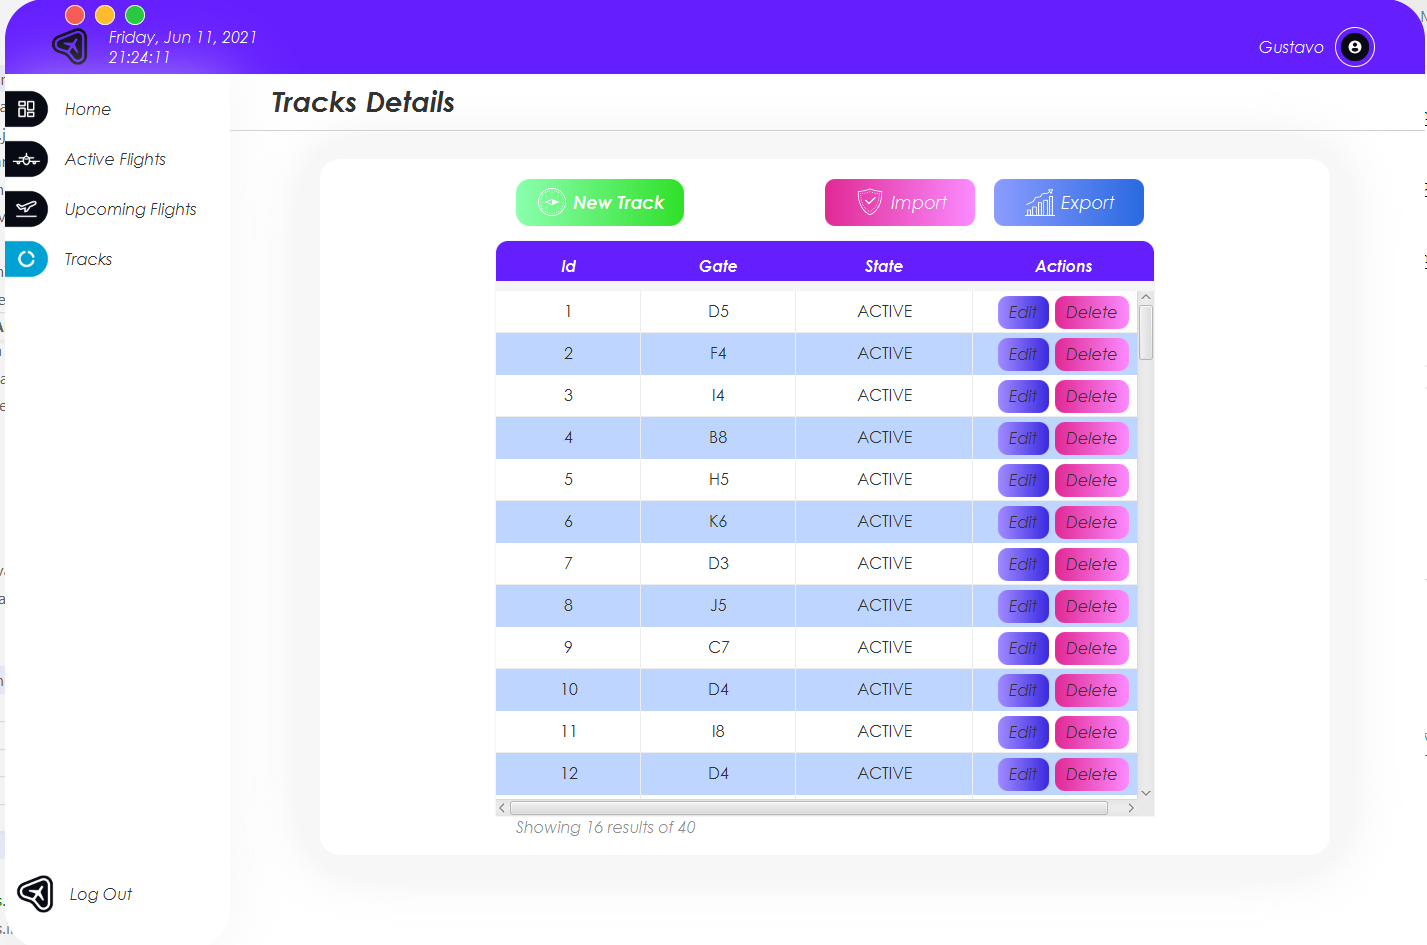 Friday, Jun 11, 2021
21:24:11
Gustavo
Home
Active Flights
Upcoming Flights
Tracks
Log Out
Tracks Details
New Track Import Export
Id Gate State Actions
1 D5 ACTIVE Edit Delete
2 F4 ACTIVE Edit Delete
3 I4 ACTIVE Edit Delete
4 B8 ACTIVE Edit Delete
5 H5 ACTIVE Edit Delete
6 K6 ACTIVE Edit Delete
7 D3 ACTIVE Edit Delete
8 J5 ACTIVE Edit Delete
9 C7 ACTIVE Edit Delete
10 D4 ACTIVE Edit Delete
11 I8 ACTIVE Edit Delete
12 D4 ACTIVE Edit Delete
Showing 16 results of 40